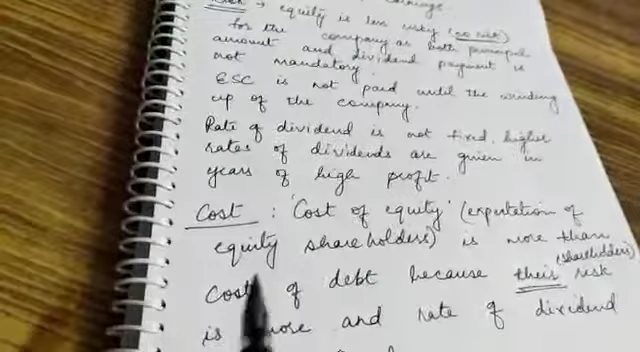 → equity is less risky (no risk)
for the company as both principal
amount and dividend payment is
not mandatory.
ESC is not paid until the winding
up of the company.
Rate of dividend is not fixed, higher
rates of dividends are given in
years of high profit.
Cost : 'Cost of equity' (expectation of
equity shareholders) is more than
(shareholders)
Cost of debt because their risk
is more and rate of dividend